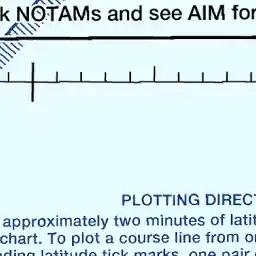 k NOTAMs and see AIM for
PLOTTING DIRECT
approximately two minutes of latit
chart. To plot a course line from o
ding latitude tick marks, one pair